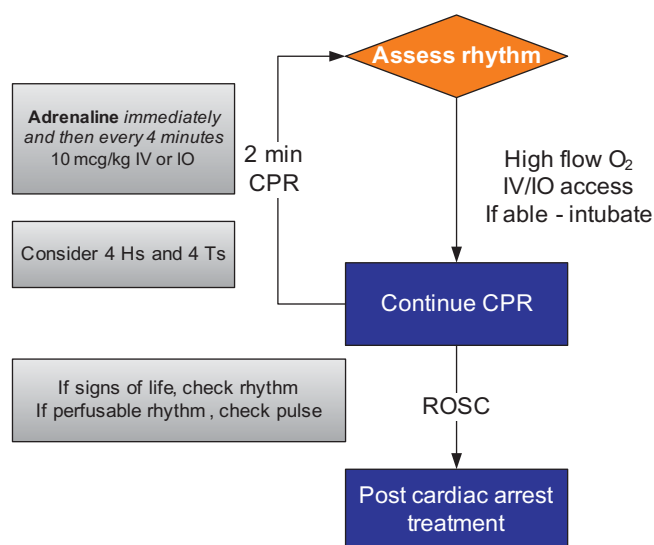 Assess rhythm
Adrenaline immediately
and then every 4 minutes
10 mcg/kg IV or IO
2 min
CPR
High flow O₂
IV/IO access
If able - intubate
Consider 4 Hs and 4 Ts
Continue CPR
If signs of life, check rhythm
If perfusable rhythm , check pulse
ROSC
Post cardiac arrest
treatment